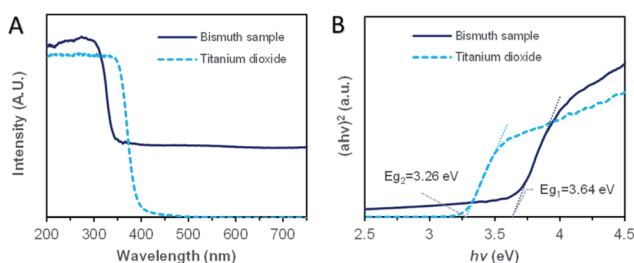 A
Bismuth sample
Titanium dioxide
Intensity (A.U.)
200 300 400 500 600 700
Wavelength (nm)
B
Bismuth sample
Titanium dioxide
(ahv)² (a.u.)
Eg₂=3.26 eV
Eg₁=3.64 eV
2.5 3 3.5 4 4.5
hv (eV)